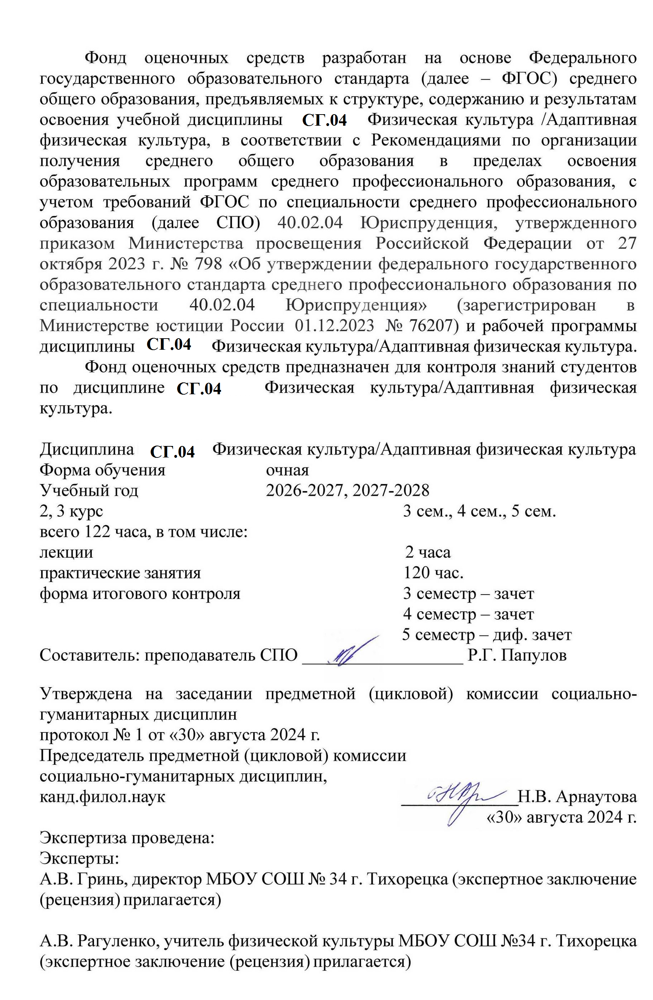 Фонд оценочных средств разработан на основе Федерального
государственного образовательного стандарта (далее – ФГОС) среднего
общего образования, предъявляемых к структуре, содержанию и результатам
освоения учебной дисциплины СГ.04 Физическая культура /Адаптивная
физическая культура, в соответствии с Рекомендациями по организации
получения среднего общего образования в пределах освоения
образовательных программ среднего профессионального образования, с
учетом требований ФГОС по специальности среднего профессионального
образования (далее СПО) 40.02.04 Юриспруденция, утвержденного
приказом Министерства просвещения Российской Федерации от 27
октября 2023 г. № 798 «Об утверждении федерального государственного
образовательного стандарта среднего профессионального образования по
специальности 40.02.04 Юриспруденция» (зарегистрирован в
Министерстве юстиции России 01.12.2023 № 76207) и рабочей программы
дисциплины СГ.04 Физическая культура/Адаптивная физическая культура.
Фонд оценочных средств предназначен для контроля знаний студентов
по дисциплине СГ.04 Физическая культура/Адаптивная физическая
культура.
Дисциплина СГ.04 Физическая культура/Адаптивная физическая культура
Форма обучения очная
Учебный год 2026-2027, 2027-2028
2, 3 курс 3 сем., 4 сем., 5 сем.
всего 122 часа, в том числе:
лекции 2 часа
практические занятия 120 час.
форма итогового контроля 3 семестр – зачет
4 семестр – зачет
5 семестр – диф. зачет
Составитель: преподаватель СПО __________________ Р.Г. Папулов
Утверждена на заседании предметной (цикловой) комиссии социально-
гуманитарных дисциплин
протокол № 1 от «30» августа 2024 г.
Председатель предметной (цикловой) комиссии
социально-гуманитарных дисциплин,
канд.филол.наук _____________Н.В. Арнаутова
«30» августа 2024 г.
Экспертиза проведена:
Эксперты:
А.В. Гринь, директор МБОУ СОШ № 34 г. Тихорецка (экспертное заключение
(рецензия) прилагается)
А.В. Рагуленко, учитель физической культуры МБОУ СОШ №34 г. Тихорецка
(экспертное заключение (рецензия) прилагается)